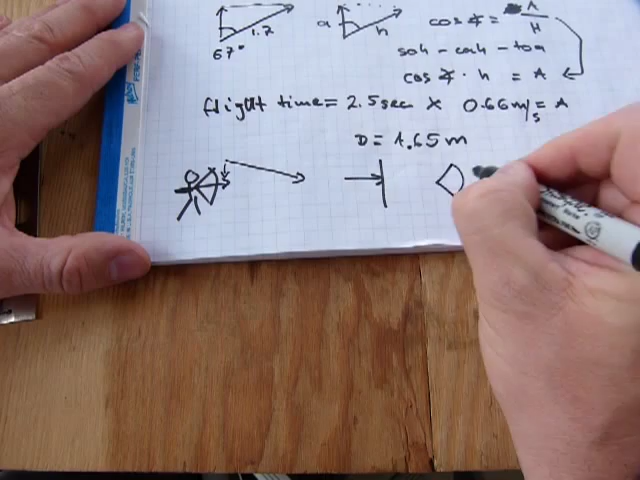 67° 1.7
a h cos ∡ = A/H
soh - cah - toa
cos ∡ · h = A
flight time = 2.5 sec × 0.66 m/s = A
D = 1.65 m